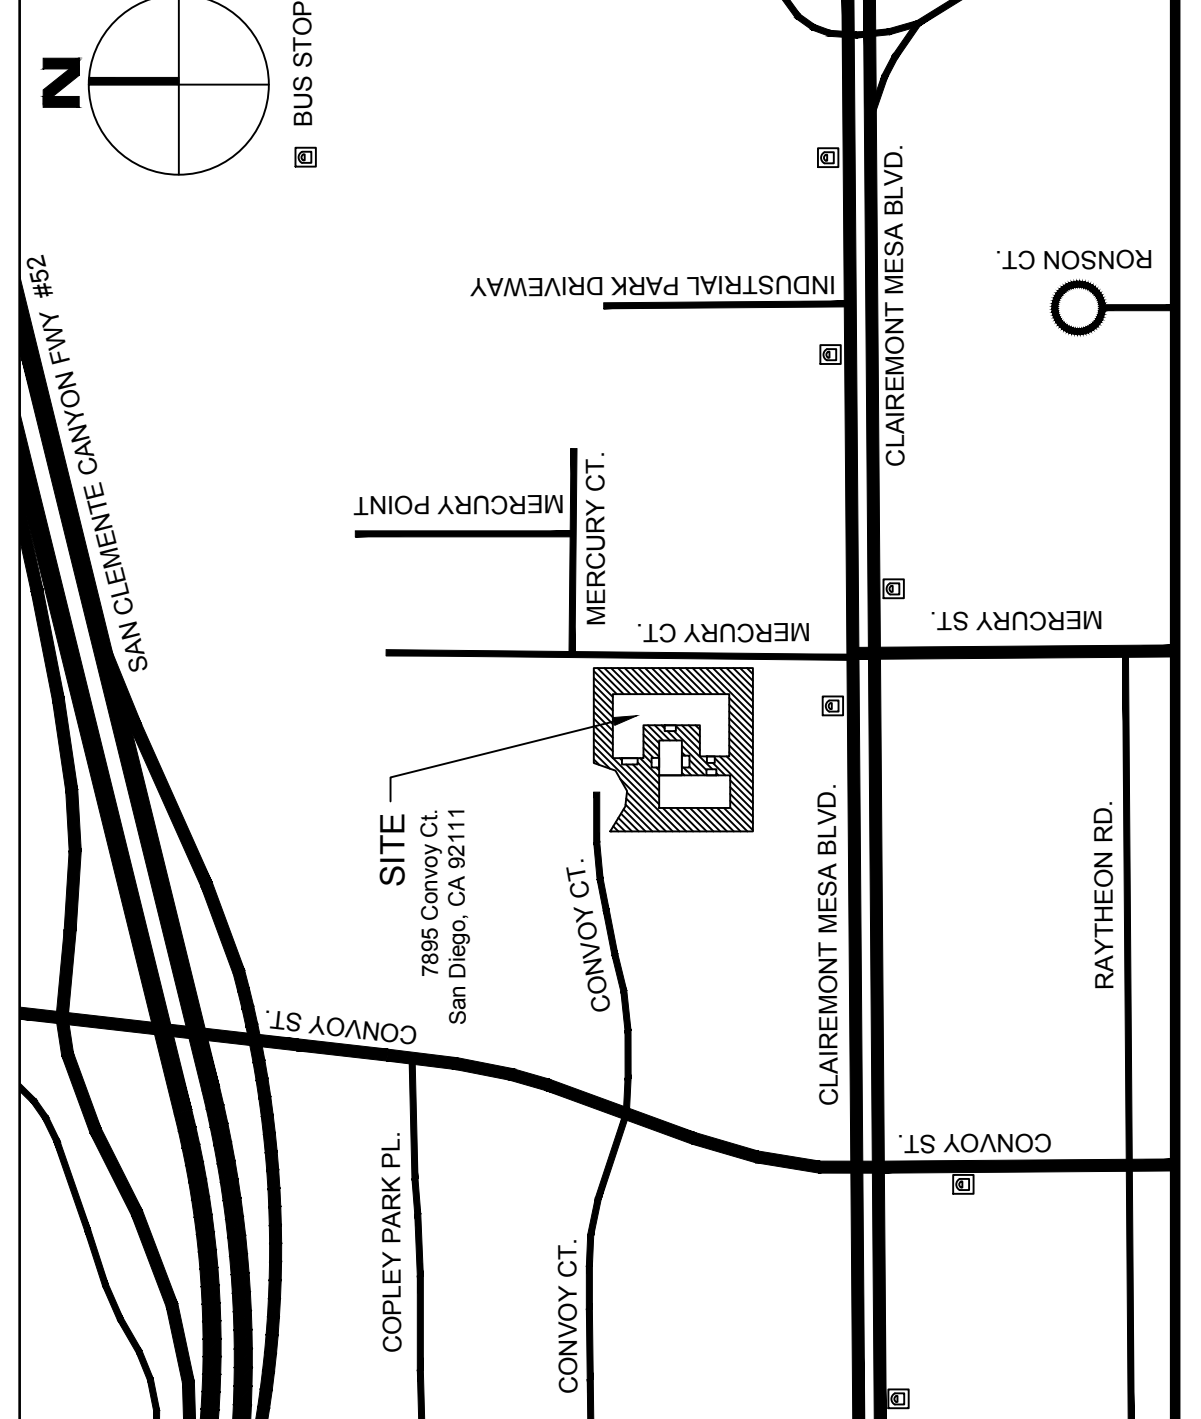 N
BUS STOP
SAN CLEMENTE CANYON FWY #52
INDUSTRIAL PARK DRIVEWAY
CLAIREMONT MESA BLVD.
RONSON CT.
MERCURY POINT
MERCURY CT.
MERCURY CT.
MERCURY ST.
SITE
7895 Convoy Ct.
San Diego, CA 92111
CONVOY CT.
CLAIREMONT MESA BLVD.
RAYTHEON RD.
CONVOY ST.
CONVOY ST.
COPLEY PARK PL.
CONVOY CT.